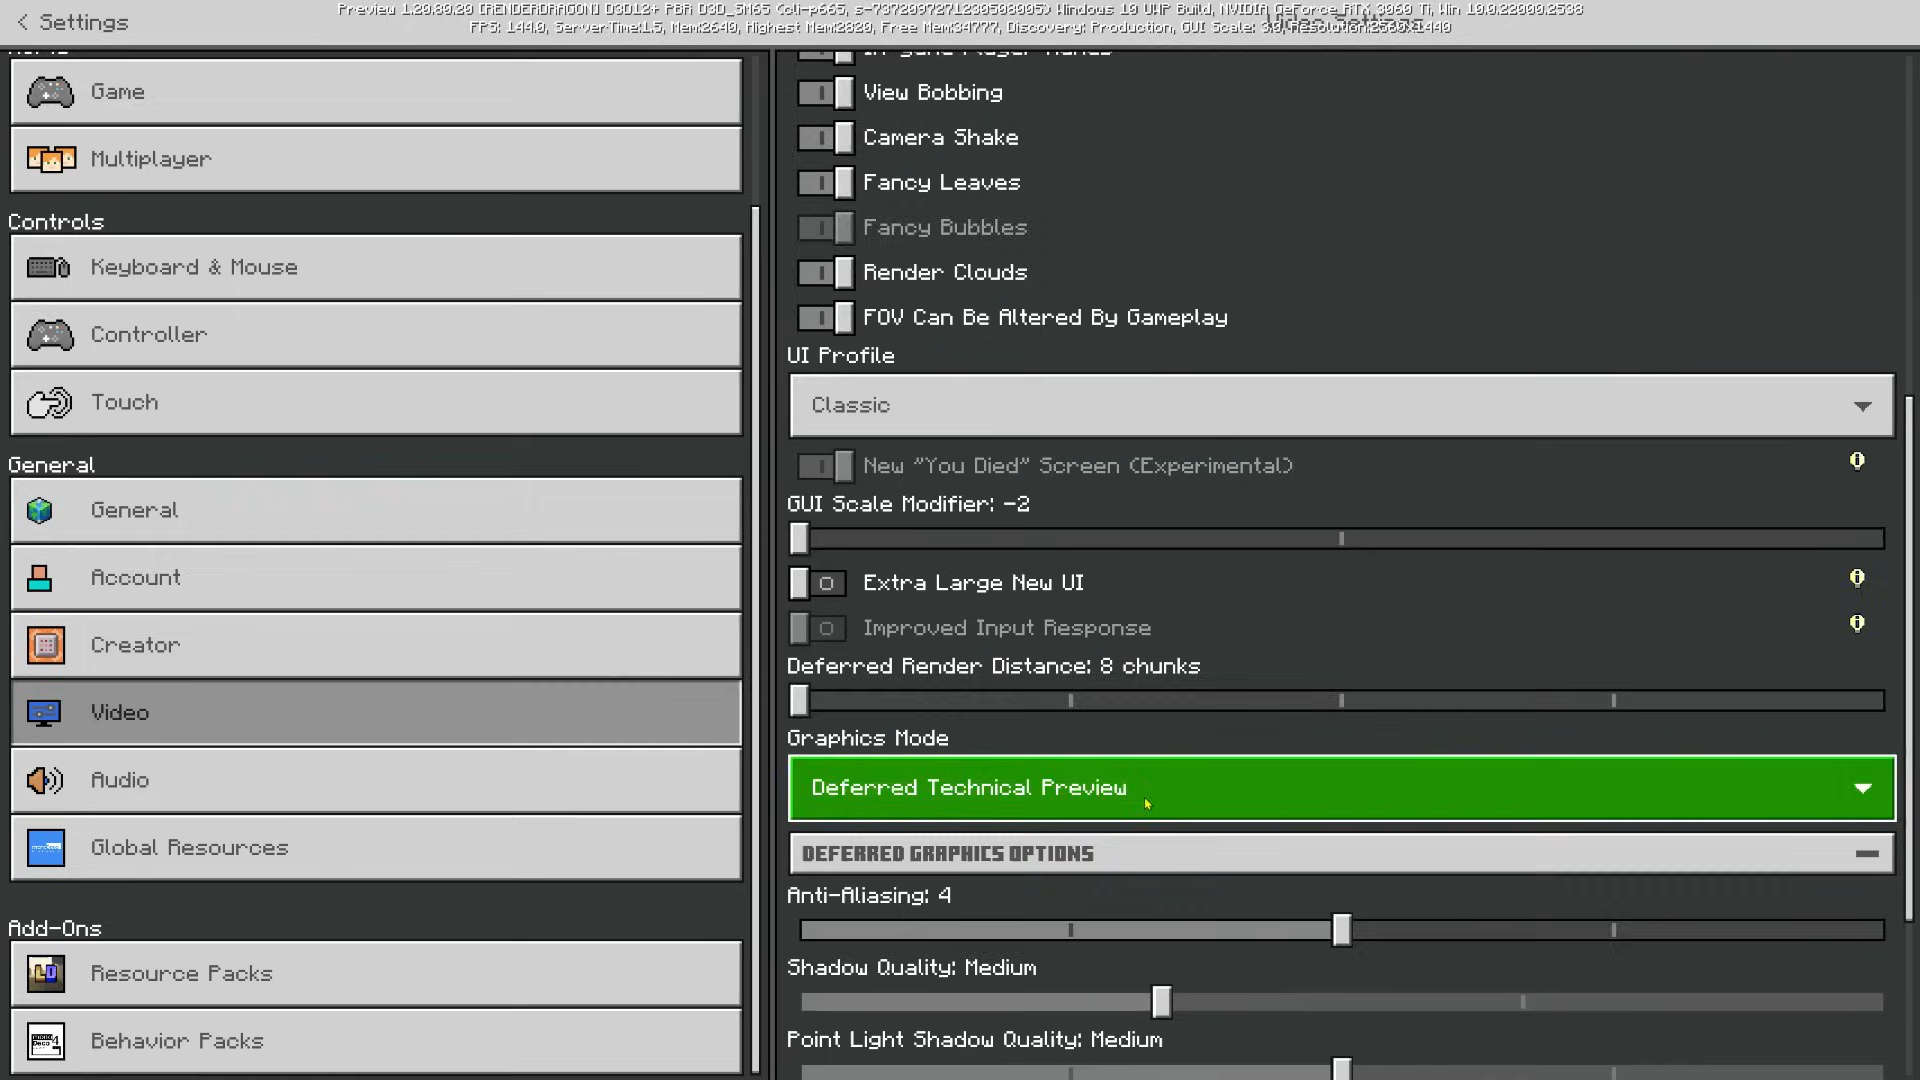 Settings
Game
Multiplayer
Controls
Keyboard & Mouse
Controller
Touch
General
General
Account
Creator
Video
Audio
Global Resources
Add-Ons
Resource Packs
Behavior Packs
View Bobbing
Camera Shake
Fancy Leaves
Fancy Bubbles
Render Clouds
FOV Can Be Altered By Gameplay
UI Profile
Classic
New "You Died" Screen (Experimental)
GUI Scale Modifier: -2
Extra Large New UI
Improved Input Response
Deferred Render Distance: 8 chunks
Graphics Mode
Deferred Technical Preview
DEFERRED GRAPHICS OPTIONS
Anti-Aliasing: 4
Shadow Quality: Medium
Point Light Shadow Quality: Medium